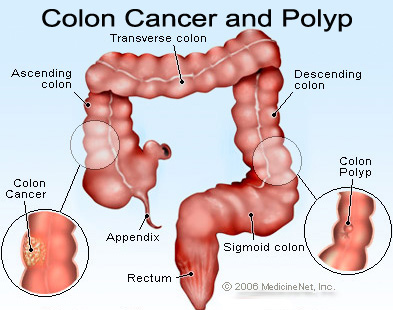 Colon Cancer and Polyp
Transverse colon
Ascending
colon
Descending
colon
Colon
Cancer
Colon
Polyp
Appendix
Sigmoid colon
Rectum
© 2006 MedicineNet, Inc.